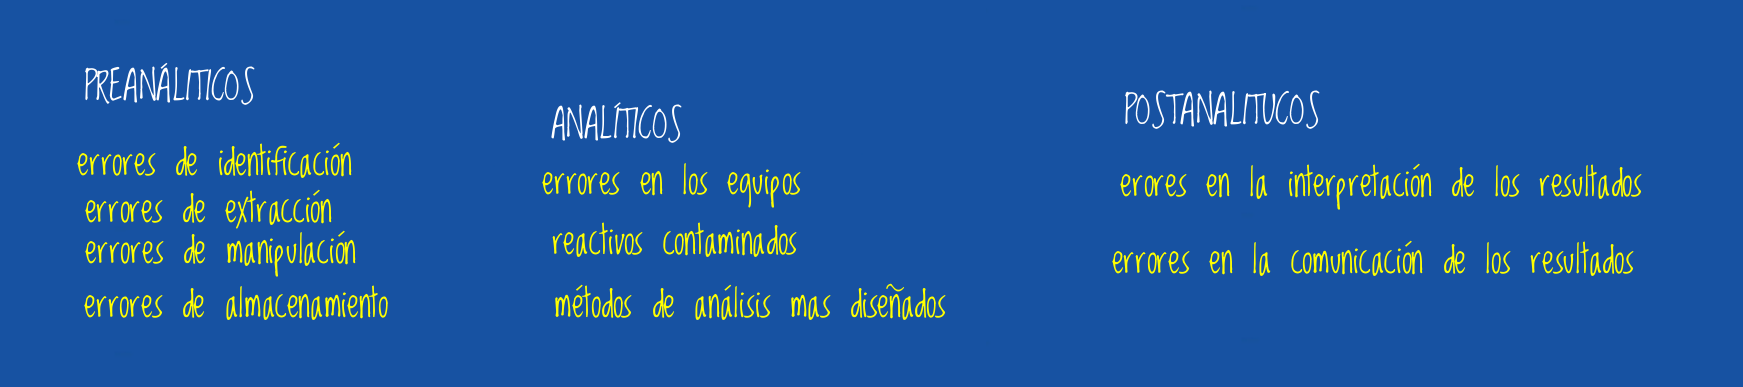 PREANÁLITICOS
errores de identificación
errores de extracción
errores de manipulación
errores de almacenamiento
ANALÍTICOS
errores en los equipos
reactivos contaminados
métodos de análisis mas diseñados
POSTANALITUCOS
erores en la interpretación de los resultados
errores en la comunicación de los resultados